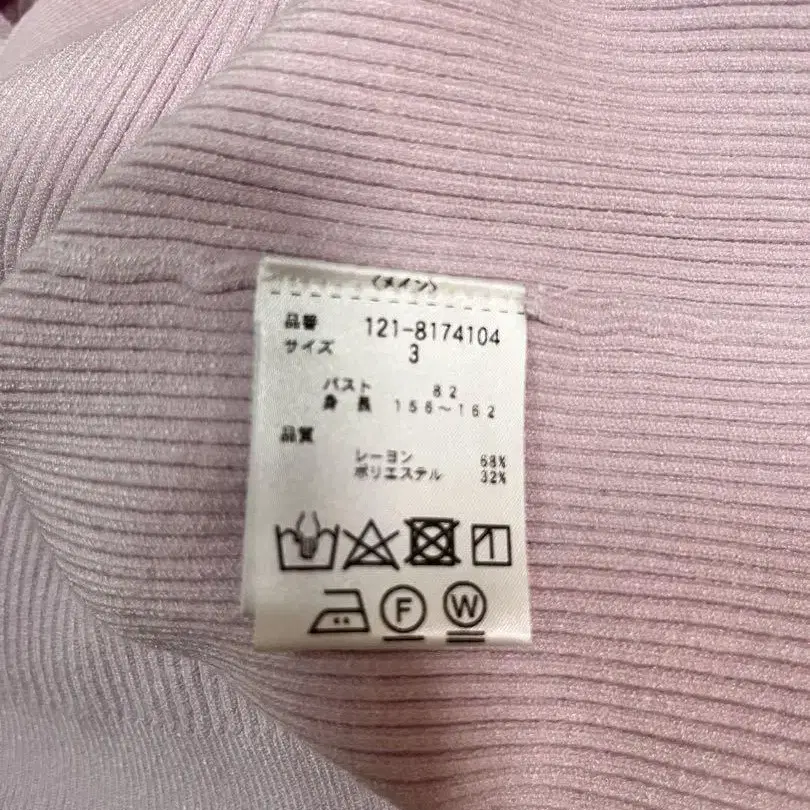 〈メイン〉
品番 121-8174104
サイズ 3
バスト 82
身長 156～162
品質
レーヨン 68%
ポリエステル 32%
F W